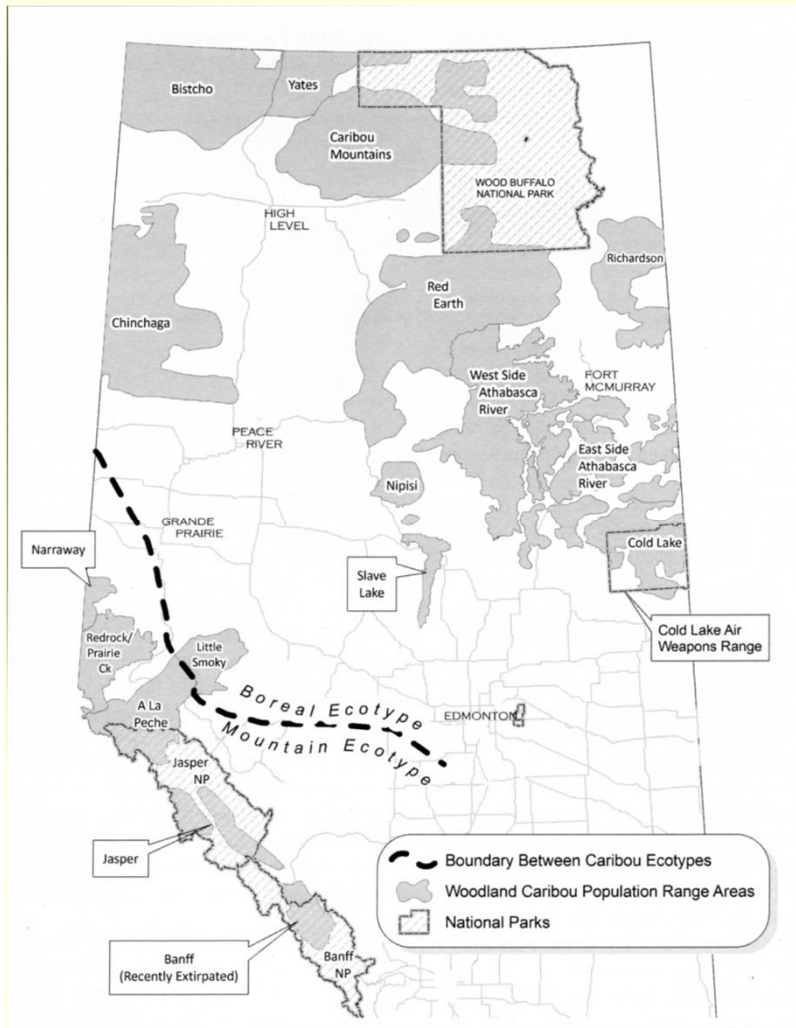 Bistcho
Yates
Caribou
Mountains
WOOD BUFFALO
NATIONAL PARK
HIGH
LEVEL
Richardson
Red
Earth
Chinchaga
West Side
Athabasca
River
FORT
MCMURRAY
PEACE
RIVER
East Side
Athabasca
River
Nipisi
GRANDE
PRAIRIE
Cold Lake
Narraway
Slave
Lake
Cold Lake Air
Weapons Range
Redrock/
Prairie
Ck
Little
Smoky
A La
Peche
Boreal Ecotype
Mountain Ecotype
EDMONTON
Jasper
NP
Jasper
Boundary Between Caribou Ecotypes
Woodland Caribou Population Range Areas
National Parks
Banff
(Recently Extirpated)
Banff
NP